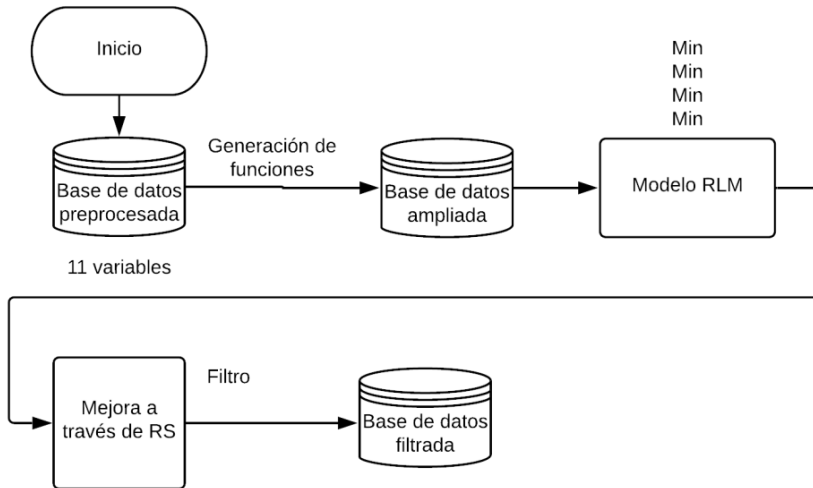 Inicio
Min
Min
Min
Min
Generación de
funciones
Base de datos
preprocesada
Base de datos
ampliada
Modelo RLM
11 variables
Filtro
Mejora a
través de RS
Base de datos
filtrada